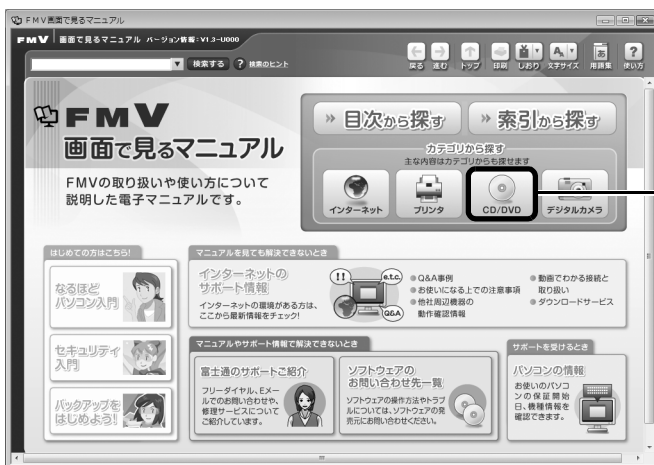 FMV画面で見るマニュアル
FMV 画面で見るマニュアル バージョン情報:V1.3-U000
検索する ? 検索のヒント
戻る 進む トップ 印刷 しおり 文字サイズ 用語集 使い方
FMV
画面で見るマニュアル
FMVの取り扱いや使い方について
説明した電子マニュアルです。
目次から探す
索引から探す
カテゴリから探す
主な内容はカテゴリからも探せます
インターネット
プリンタ
CD/DVD
デジタルカメラ
はじめての方はこちら!
なるほど
パソコン入門
セキュリティ
入門
バックアップを
はじめよう!
マニュアルを見ても解決できないとき
インターネットの
サポート情報
インターネットの環境がある方は、
ここから最新情報をチェック!
!!
e.t.c.
Q&A
●Q&A事例
●お使いになる上での注意事項
●他社周辺機器の
動作確認情報
●動画でわかる接続と
取り扱い
●ダウンロードサービス
マニュアルやサポート情報で解決できないとき
富士通のサポートご紹介
フリーダイヤル、Eメー
ルでのお問い合わせや、
修理サービスについて
ご紹介しています。
ソフトウェアの
お問い合わせ先一覧
ソフトウェアの操作方法やトラブ
ルについては、ソフトウェアの発
売元にお問い合わせください。
サポートを受けるとき
パソコンの情報
お使いのパソコ
ンの保証開始
日、機種情報を
確認できます。